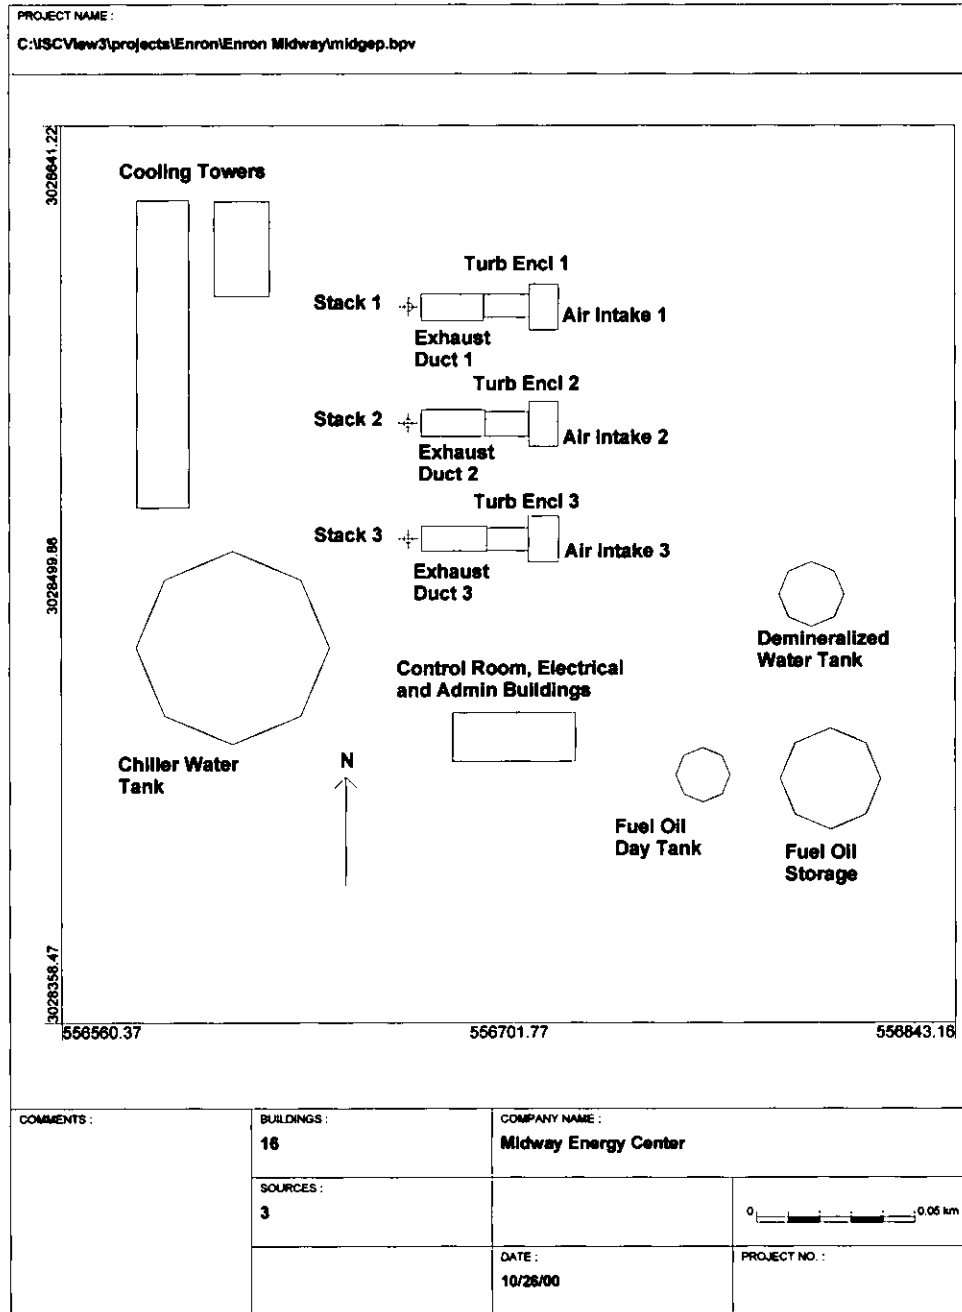 PROJECT NAME :
C:\ISCView3\projects\Enron\Enron Midway\midgep.bpv
3028641.22
Cooling Towers
Turb Encl 1
Stack 1
Air Intake 1
Exhaust
Duct 1
Turb Encl 2
Stack 2
Air Intake 2
Exhaust
Duct 2
Turb Encl 3
Stack 3
Air Intake 3
Exhaust
Duct 3
3028499.86
Demineralized
Water Tank
Control Room, Electrical
and Admin Buildings
Chiller Water
Tank
N
Fuel Oil
Day Tank
Fuel Oil
Storage
3028358.47
556560.37
556701.77
556843.16
COMMENTS :
BUILDINGS :
16
COMPANY NAME :
Midway Energy Center
SOURCES :
3
0
0.05 km
DATE :
10/26/00
PROJECT NO. :